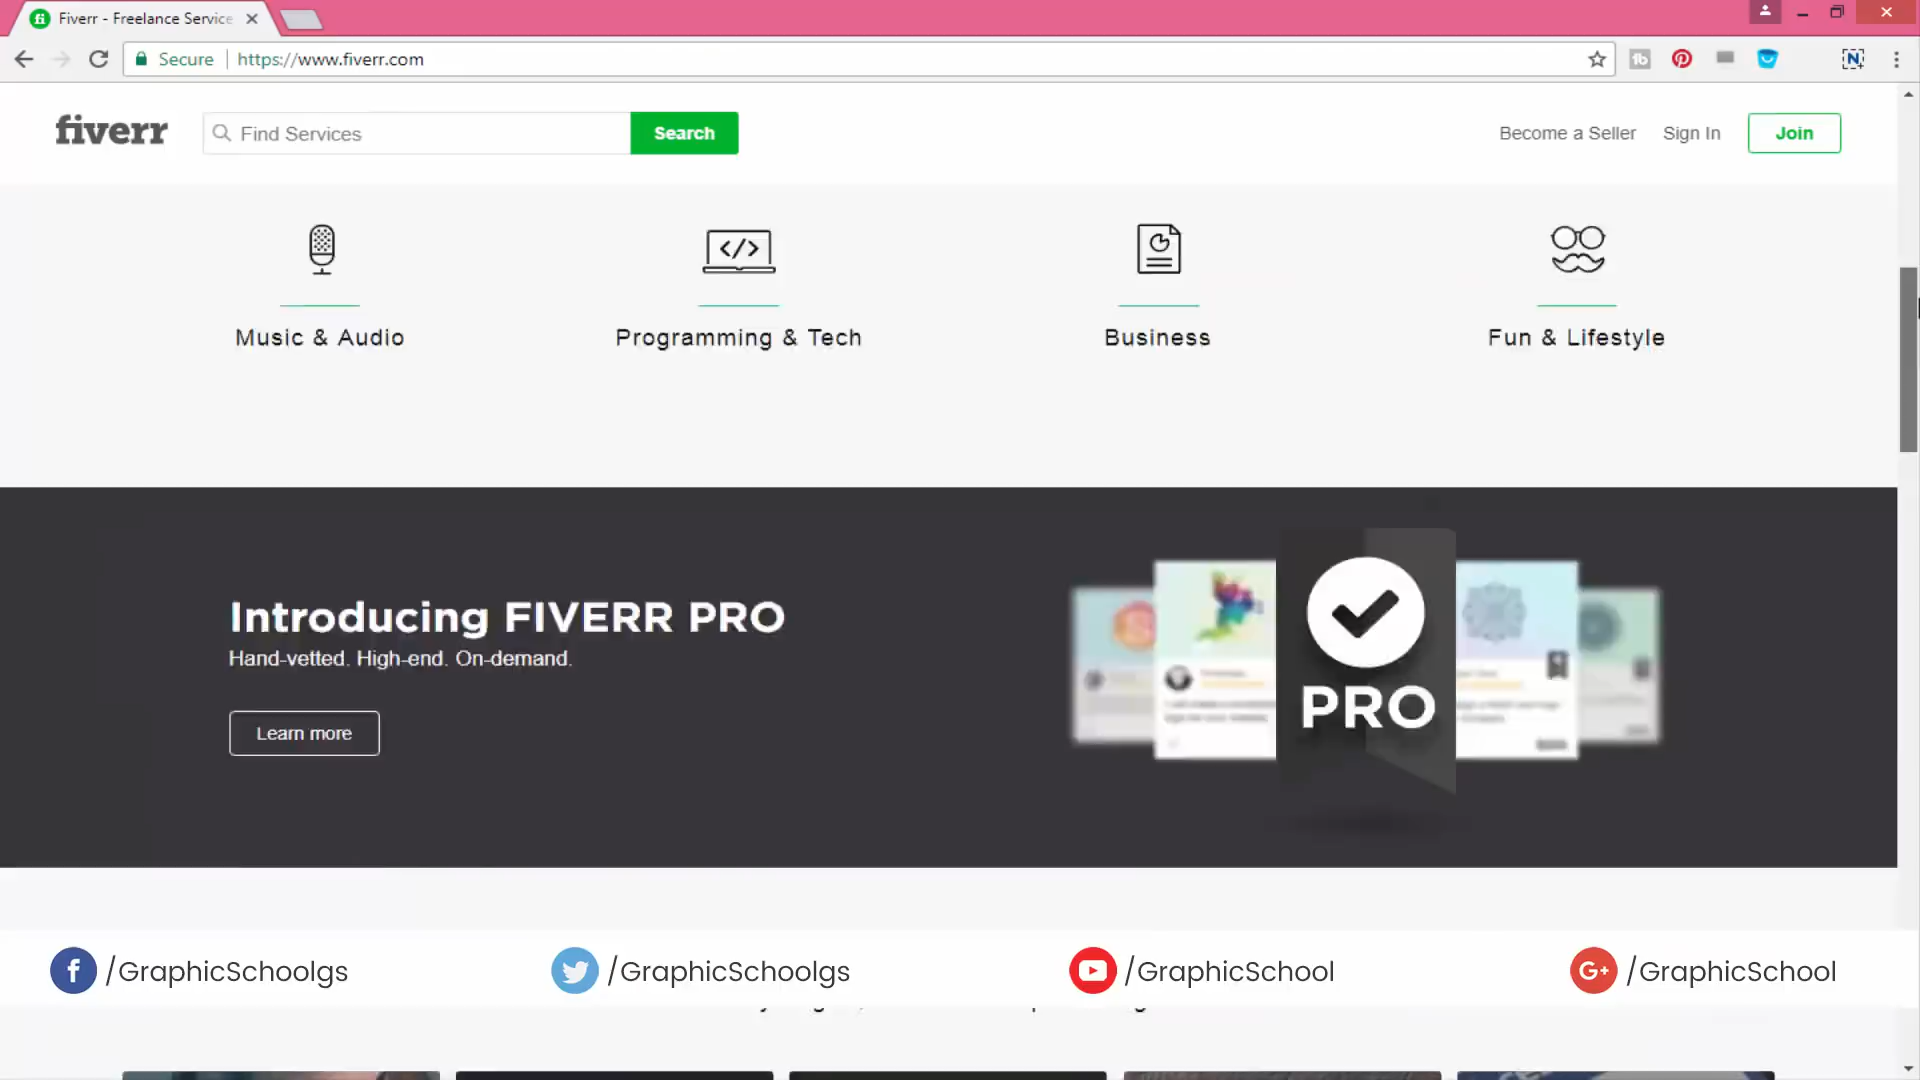 Fiverr - Freelance Service
Secure https://www.fiverr.com
fiverr
Find Services
Search
Become a Seller
Sign In
Join
Music & Audio
Programming & Tech
Business
Fun & Lifestyle
Introducing FIVERR PRO
Hand-vetted. High-end. On-demand.
Learn more
PRO
/GraphicSchoolgs
/GraphicSchoolgs
/GraphicSchool
/GraphicSchool